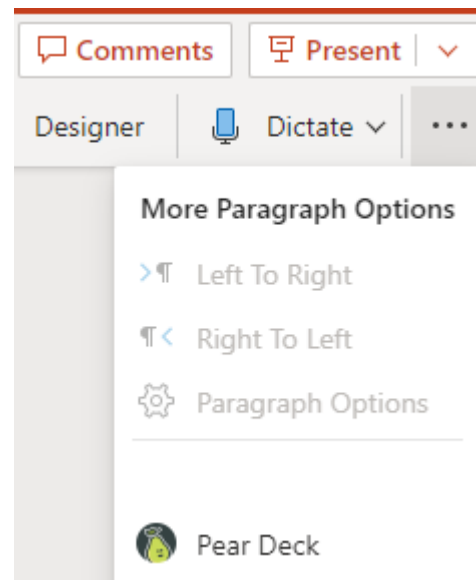 Comments Present
Designer Dictate
More Paragraph Options
Left To Right
Right To Left
Paragraph Options
Pear Deck